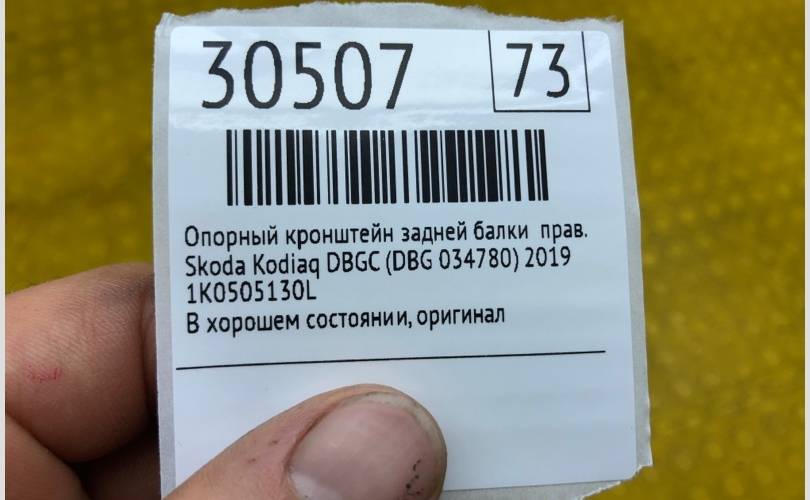 30507 73
Опорный кронштейн задней балки прав.
Skoda Kodiaq DBGC (DBG 034780) 2019
1K0505130L
В хорошем состоянии, оригинал